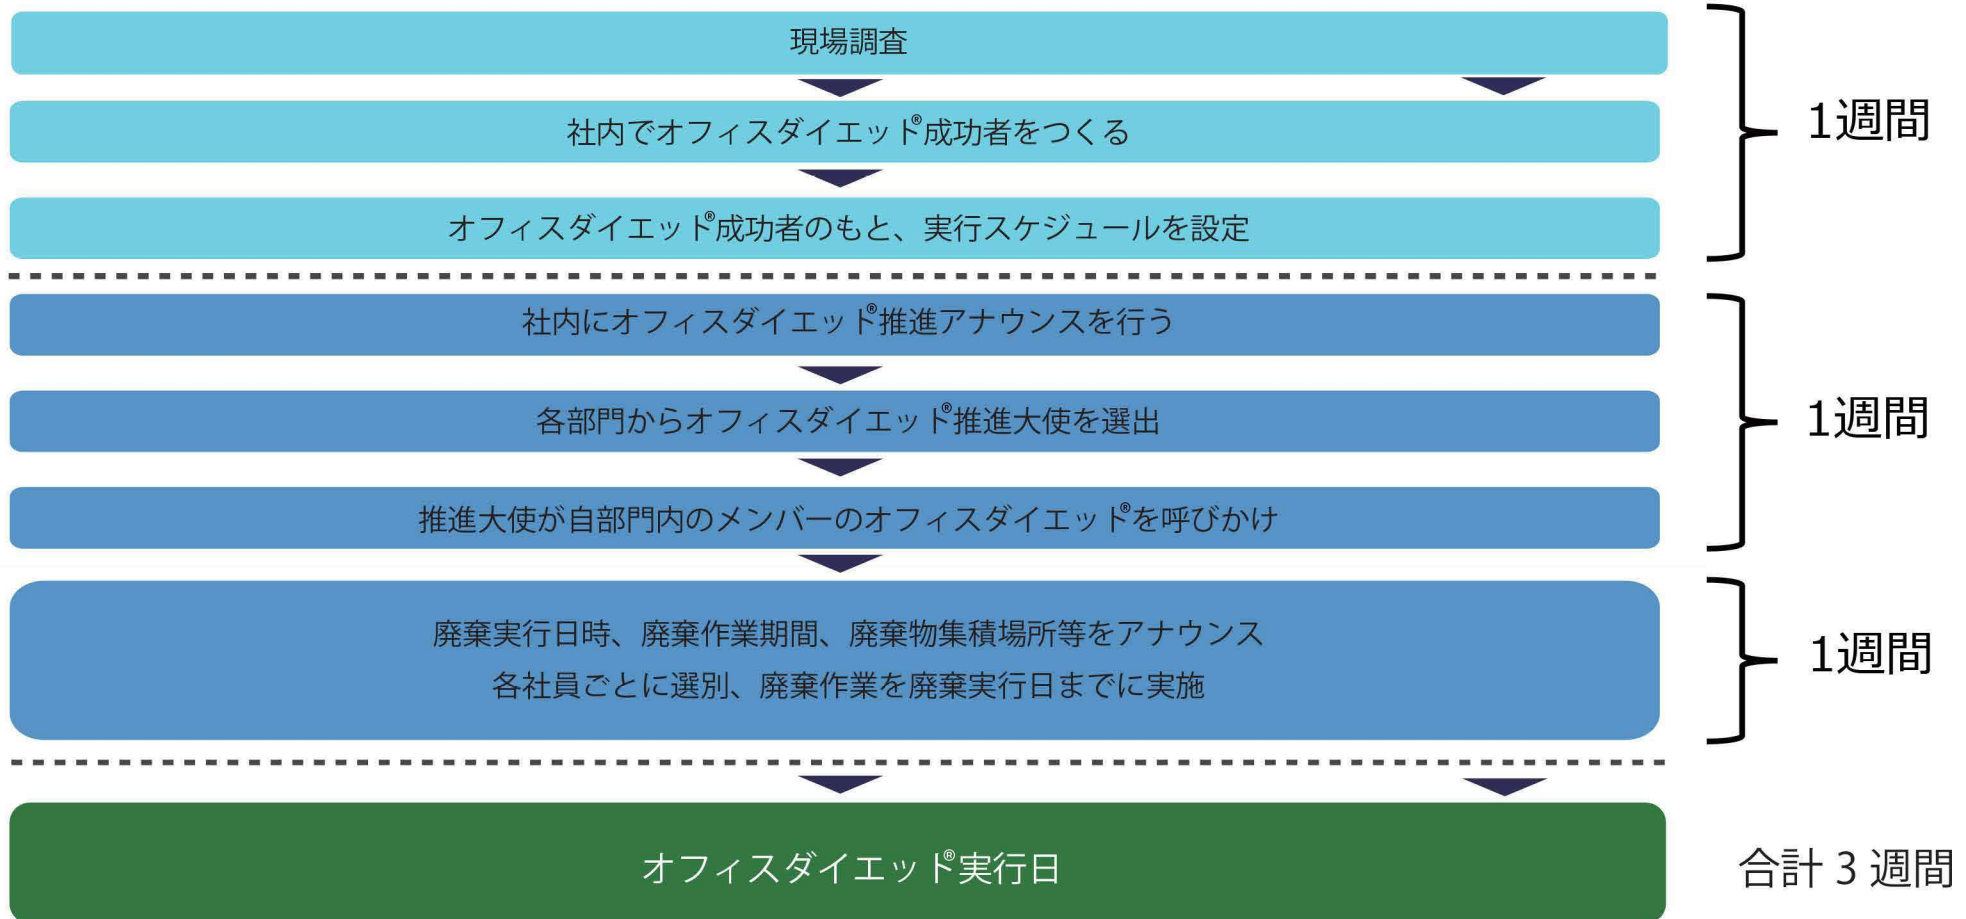 現場調査
社内でオフィスダイエット®成功者をつくる
オフィスダイエット®成功者のもと、実行スケジュールを設定
1週間
社内にオフィスダイエット®推進アナウンスを行う
各部門からオフィスダイエット®推進大使を選出
推進大使が自部門内のメンバーのオフィスダイエット®を呼びかけ
1週間
廃棄実行日時、廃棄作業期間、廃棄物集積場所等をアナウンス
各社員ごとに選別、廃棄作業を廃棄実行日までに実施
1週間
オフィスダイエット®実行日
合計 3 週間